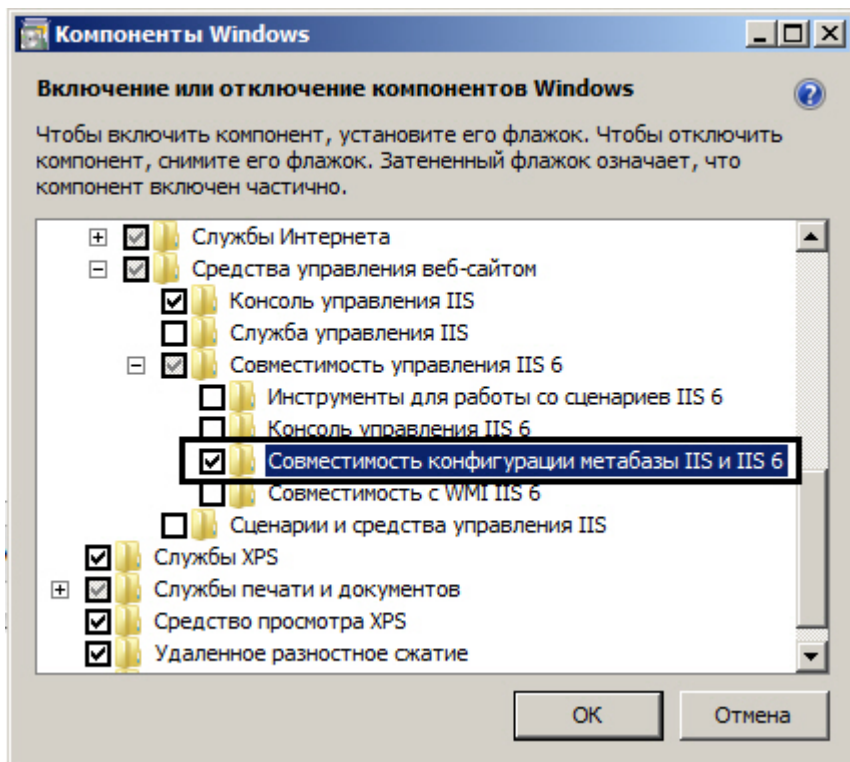 Компоненты Windows
Включение или отключение компонентов Windows
Чтобы включить компонент, установите его флажок. Чтобы отключить
компонент, снимите его флажок. Затененный флажок означает, что
компонент включен частично.
Службы Интернета
Средства управления веб-сайтом
Консоль управления IIS
Служба управления IIS
Совместимость управления IIS 6
Инструменты для работы со сценариев IIS 6
Консоль управления IIS 6
Совместимость конфигурации метабазы IIS и IIS 6
Совместимость с WMI IIS 6
Сценарии и средства управления IIS
Службы XPS
Службы печати и документов
Средство просмотра XPS
Удаленное разностное сжатие
ОК
Отмена